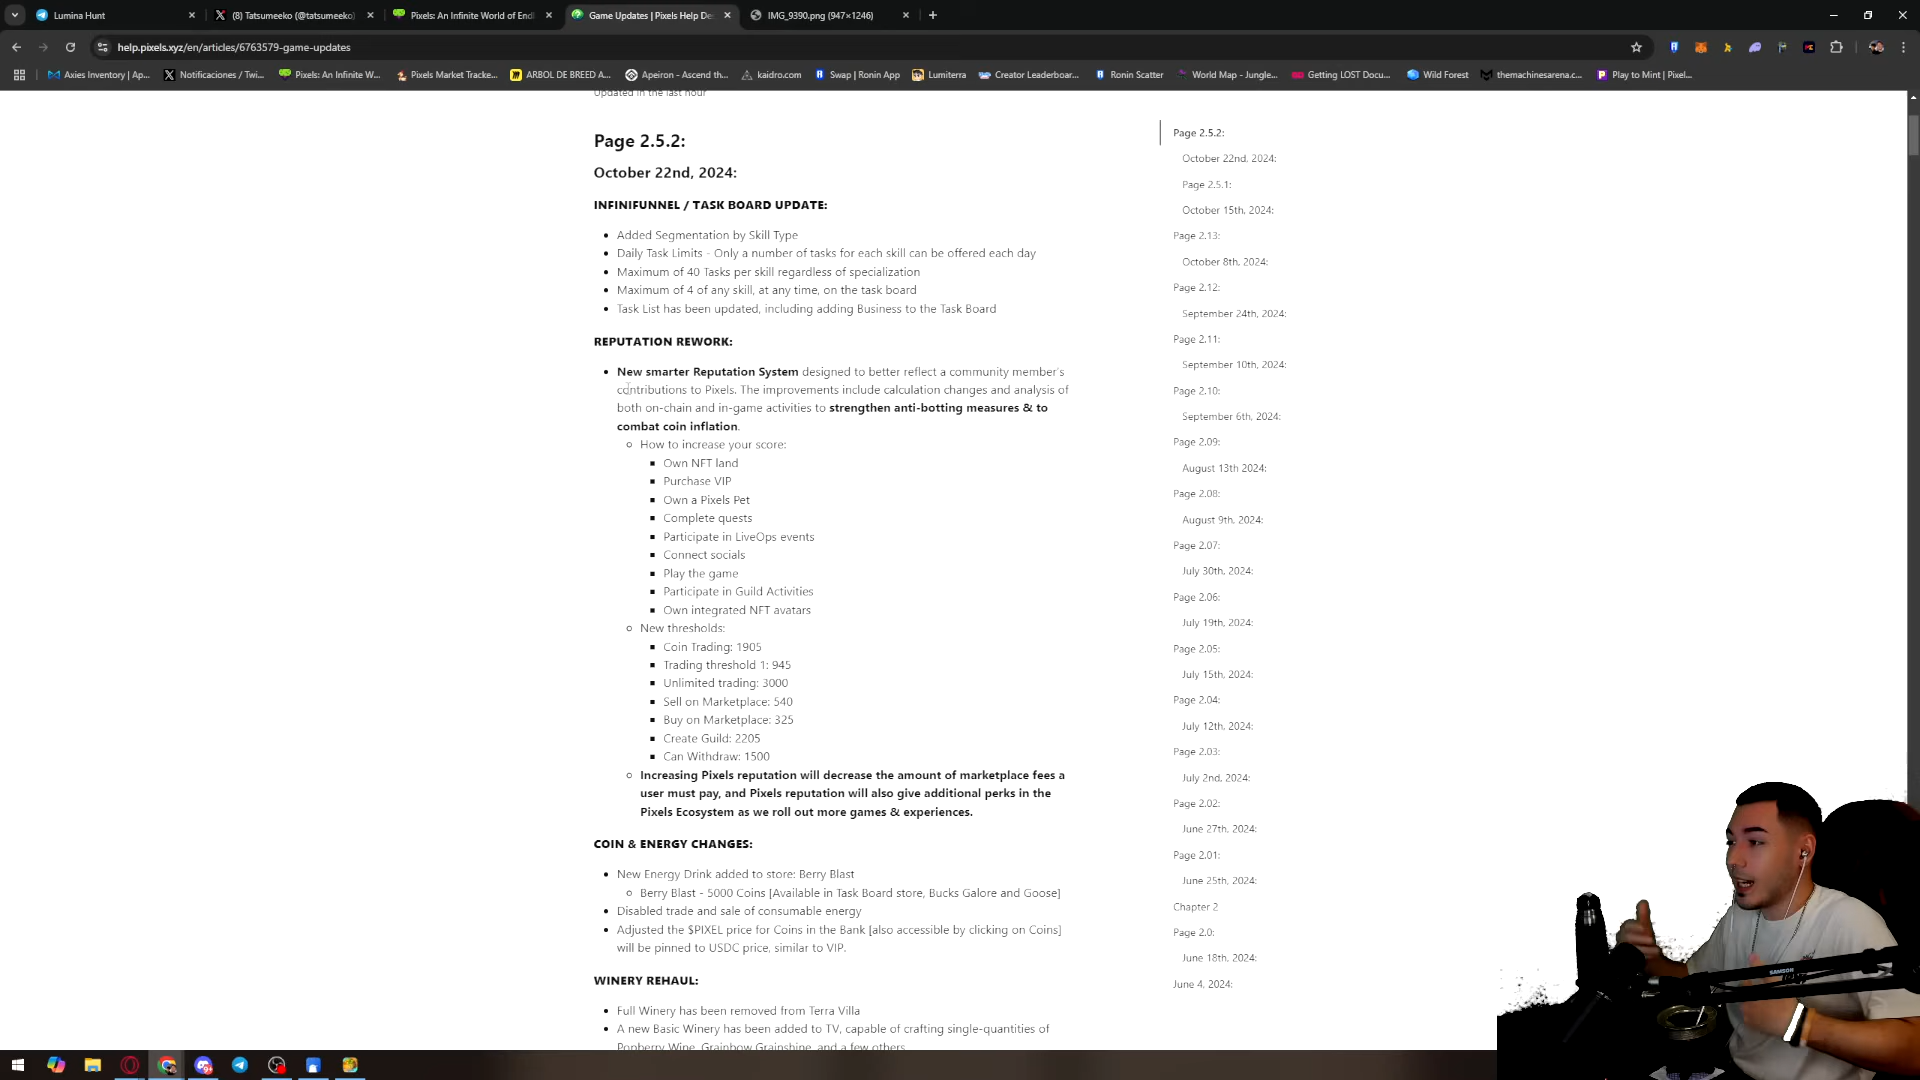 Lumina Hunt
(8) Tatsumeeko (@tatsumeeko)
Pixels: An Infinite World of Endl
Game Updates | Pixels Help De
IMG_9390.png (947×1246)
help.pixels.xyz/en/articles/6763579-game-updates
Axies Inventory | Ap...
Notificaciones / Twi...
Pixels: An Infinite W...
Pixels Market Tracke...
ARBOL DE BREED A...
Apeiron - Ascend th...
kaidro.com
Swap | Ronin App
Lumiterra
Creator Leaderboar...
Ronin Scatter
World Map - Jungle...
Getting LOST Docu...
Wild Forest
themachinesarena.c...
Play to Mint | Pixel...
Updated in the last hour
Page 2.5.2:
October 22nd, 2024:
INFINIFUNNEL / TASK BOARD UPDATE:
Added Segmentation by Skill Type
Daily Task Limits - Only a number of tasks for each skill can be offered each day
Maximum of 40 Tasks per skill regardless of specialization
Maximum of 4 of any skill, at any time, on the task board
Task List has been updated, including adding Business to the Task Board
REPUTATION REWORK:
New smarter Reputation System designed to better reflect a community member's
contributions to Pixels. The improvements include calculation changes and analysis of
both on-chain and in-game activities to strengthen anti-botting measures & to
combat coin inflation.
How to increase your score:
Own NFT land
Purchase VIP
Own a Pixels Pet
Complete quests
Participate in LiveOps events
Connect socials
Play the game
Participate in Guild Activities
Own integrated NFT avatars
New thresholds:
Coin Trading: 1905
Trading threshold 1: 945
Unlimited trading: 3000
Sell on Marketplace: 540
Buy on Marketplace: 325
Create Guild: 2205
Can Withdraw: 1500
Increasing Pixels reputation will decrease the amount of marketplace fees a
user must pay, and Pixels reputation will also give additional perks in the
Pixels Ecosystem as we roll out more games & experiences.
COIN & ENERGY CHANGES:
New Energy Drink added to store: Berry Blast
Berry Blast - 5000 Coins [Available in Task Board store, Bucks Galore and Goose]
Disabled trade and sale of consumable energy
Adjusted the $PIXEL price for Coins in the Bank [also accessible by clicking on Coins]
will be pinned to USDC price, similar to VIP.
WINERY REHAUL:
Full Winery has been removed from Terra Villa
A new Basic Winery has been added to TV, capable of crafting single-quantities of
Popberry Wine, Grainbow Grainshine, and a few others
Page 2.5.2:
October 22nd, 2024:
Page 2.5.1:
October 15th, 2024:
Page 2.13:
October 8th, 2024:
Page 2.12:
September 24th, 2024:
Page 2.11:
September 10th, 2024:
Page 2.10:
September 6th, 2024:
Page 2.09:
August 13th 2024:
Page 2.08:
August 9th, 2024:
Page 2.07:
July 30th, 2024:
Page 2.06:
July 19th, 2024:
Page 2.05:
July 15th, 2024:
Page 2.04:
July 12th, 2024:
Page 2.03:
July 2nd, 2024:
Page 2.02:
June 27th, 2024:
Page 2.01:
June 25th, 2024:
Chapter 2
Page 2.0:
June 18th, 2024:
June 4, 2024:
SAMSON